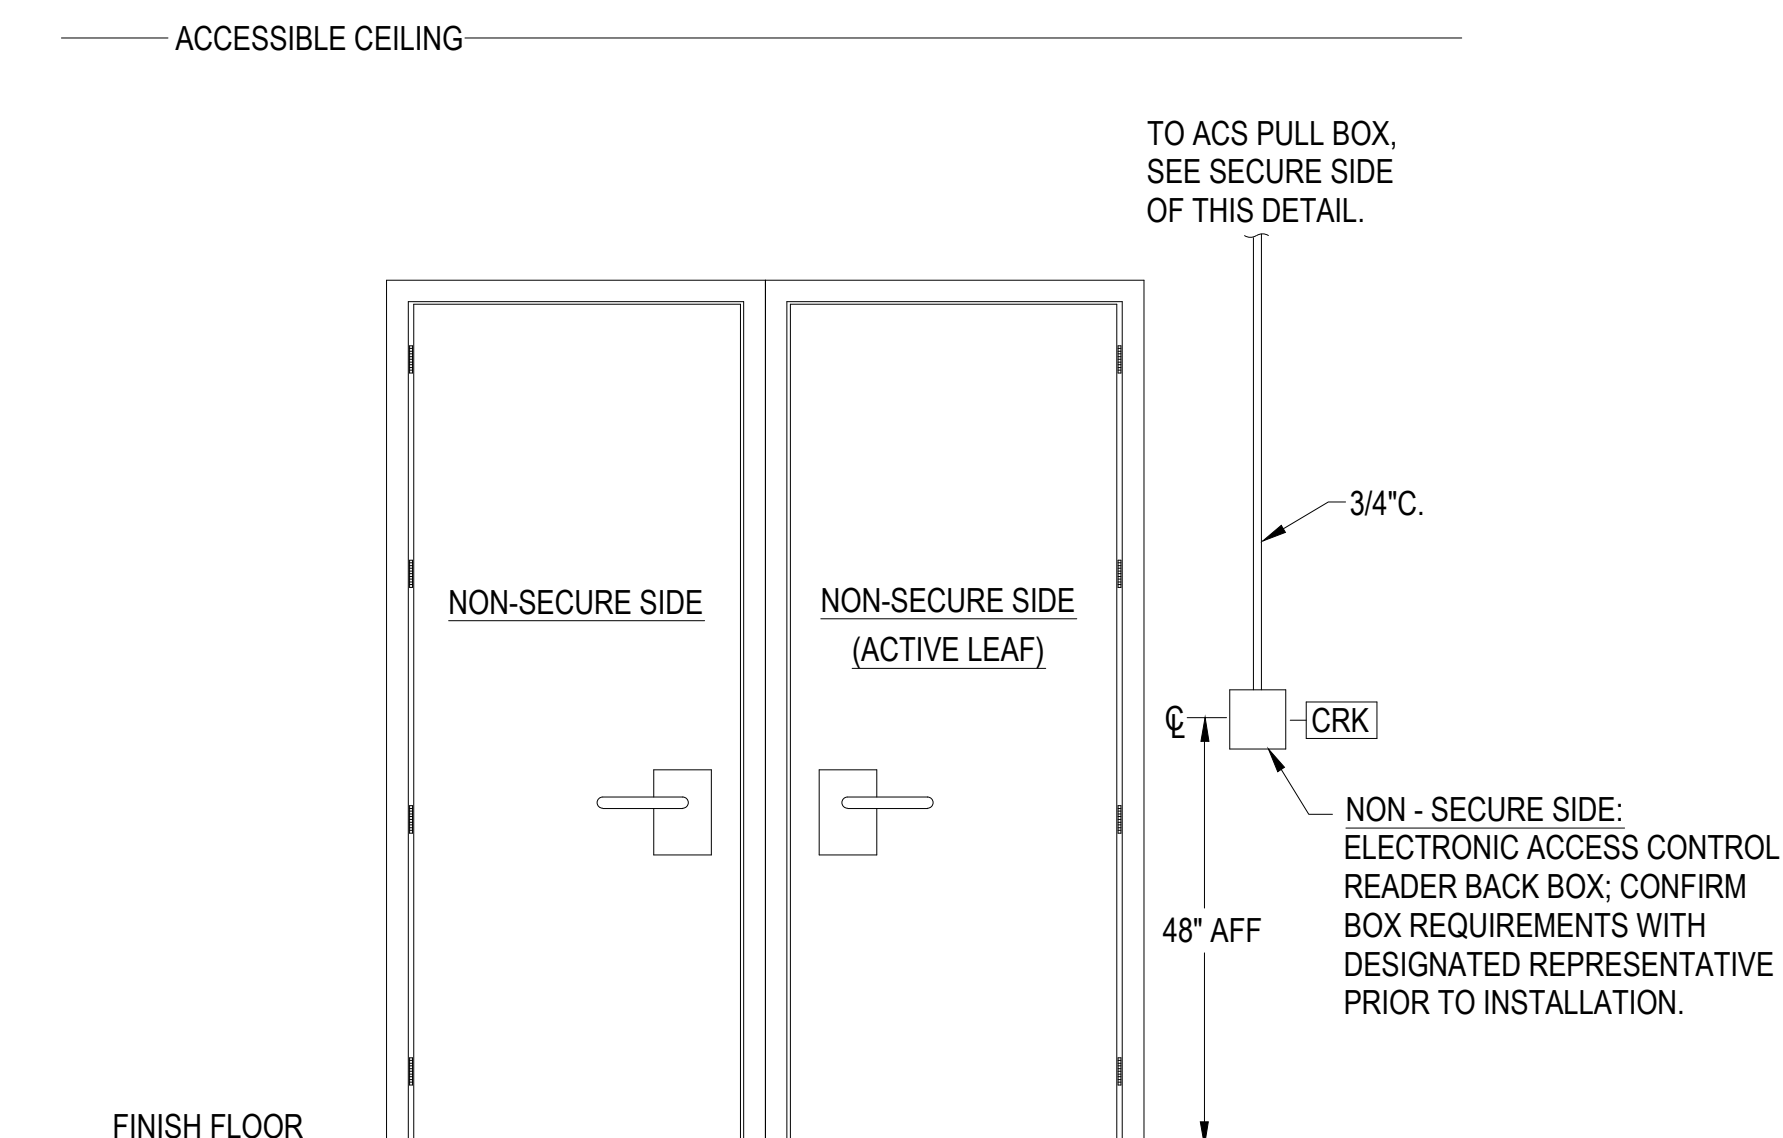 ACCESSIBLE CEILING
TO ACS PULL BOX,
SEE SECURE SIDE
OF THIS DETAIL.
3/4"C.
NON-SECURE SIDE
NON-SECURE SIDE
(ACTIVE LEAF)
℄
CRK
NON - SECURE SIDE:
ELECTRONIC ACCESS CONTROL
READER BACK BOX; CONFIRM
BOX REQUIREMENTS WITH
DESIGNATED REPRESENTATIVE
PRIOR TO INSTALLATION.
48" AFF
FINISH FLOOR